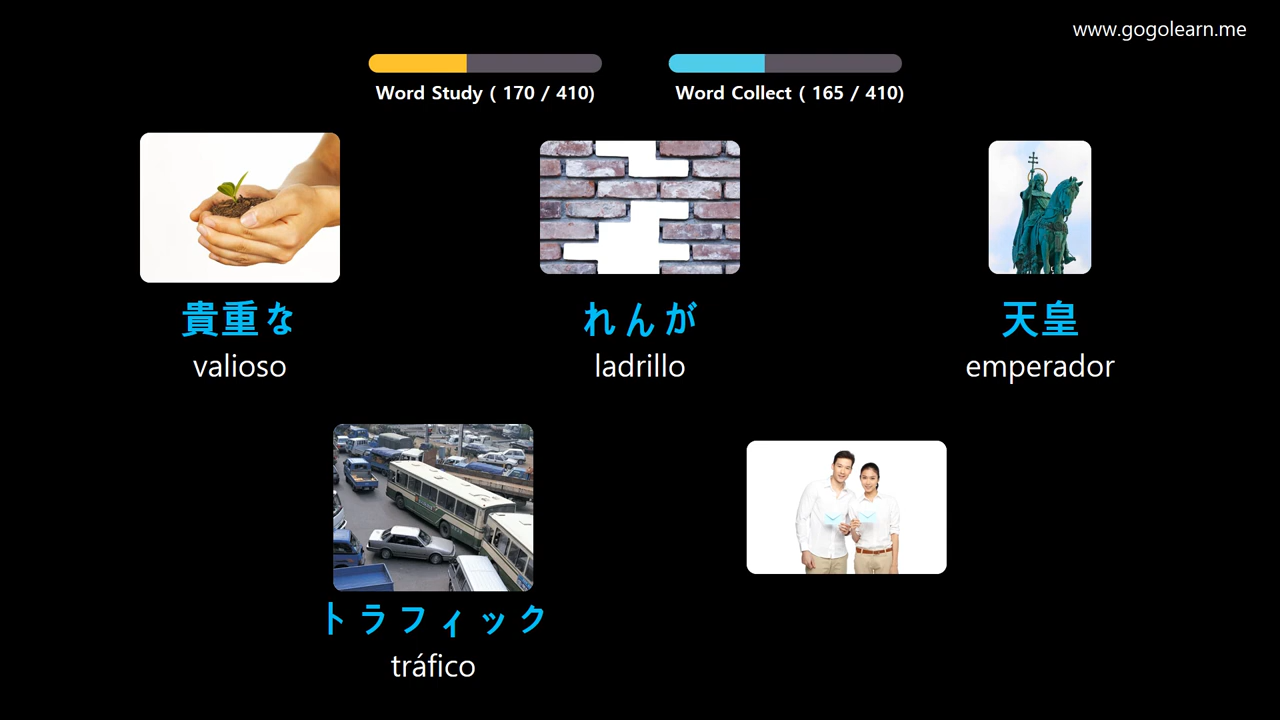 www.gogolearn.me
Word Study ( 170 / 410)
Word Collect ( 165 / 410)
貴重な
valioso
れんが
ladrillo
天皇
emperador
トラフィック
tráfico